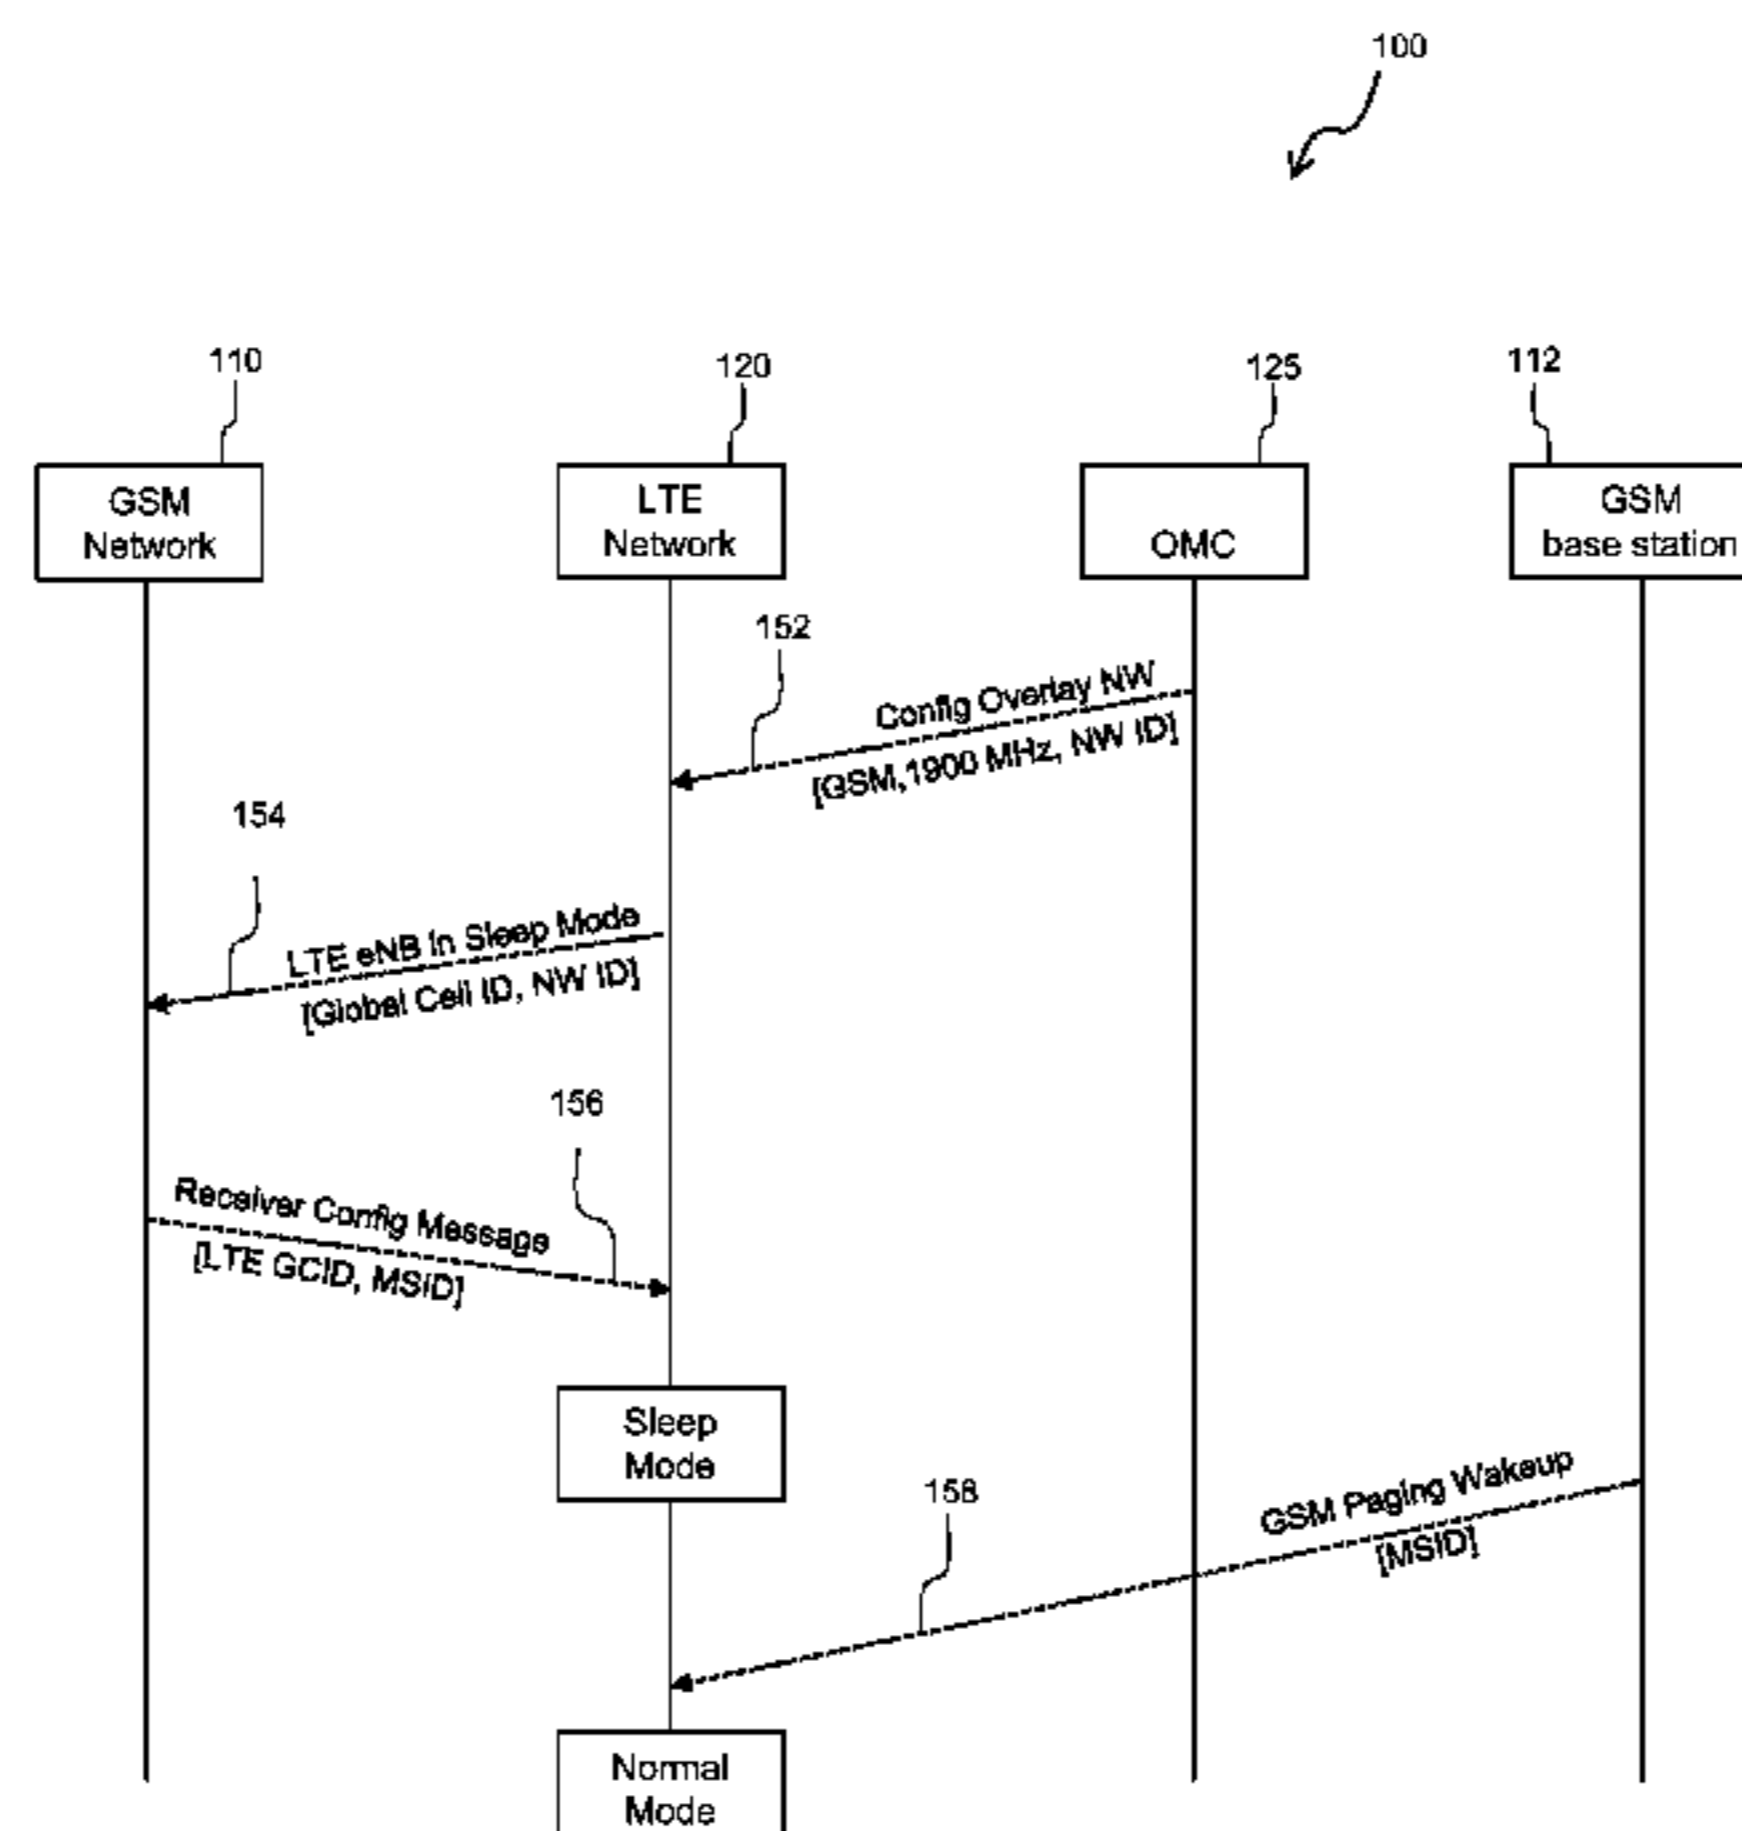 100
110
120
125
112
GSM
Network
LTE
Network
OMC
GSM
base station
152
Config Overlay NW
[GSM,1900 MHz, NW ID]
154
LTE eNB in Sleep Mode
[Global Cell ID, NW ID]
156
Receiver Config Message
[LTE GCID, MSID]
Sleep
Mode
158
GSM Paging Wakeup
[MSID]
Normal
Mode